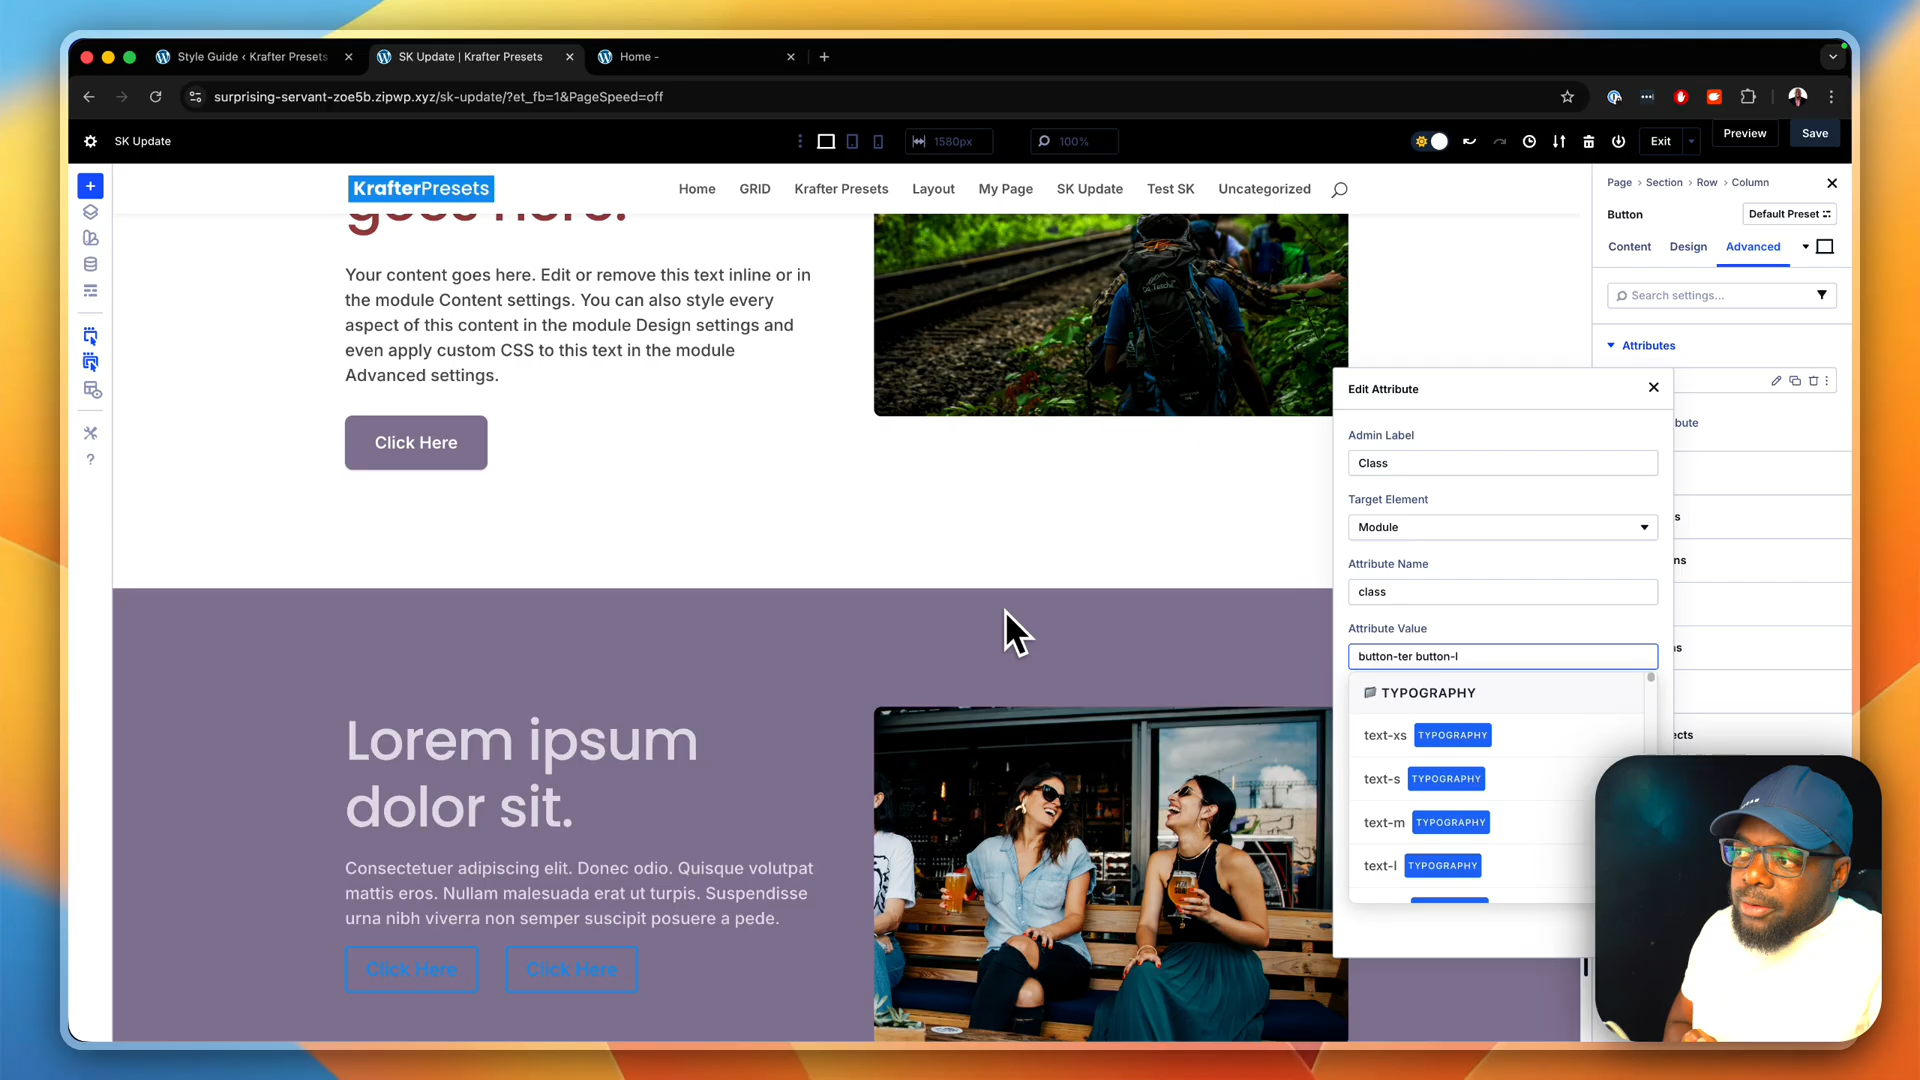 Style Guide ‹ Krafter Presets
SK Update | Krafter Presets
Home -
surprising-servant-zoe5b.zipwp.xyz/sk-update/?et_fb=1&PageSpeed=off
SK Update
1580px
100%
Exit
Preview
Save
KrafterPresets
Home
GRID
Krafter Presets
Layout
My Page
SK Update
Test SK
Uncategorized
goes here.
Your content goes here. Edit or remove this text inline or in
the module Content settings. You can also style every
aspect of this content in the module Design settings and
even apply custom CSS to this text in the module
Advanced settings.
Click Here
Lorem ipsum
dolor sit.
Consectetuer adipiscing elit. Donec odio. Quisque volutpat
mattis eros. Nullam malesuada erat ut turpis. Suspendisse
urna nibh viverra non semper suscipit posuere a pede.
Click Here
Click Here
Page › Section › Row › Column
Button
Default Preset
Content
Design
Advanced
Search settings...
Attributes
bute
s
ns
s
ects
Edit Attribute
Admin Label
Class
Target Element
Module
Attribute Name
class
Attribute Value
button-ter button-l
TYPOGRAPHY
text-xs TYPOGRAPHY
text-s TYPOGRAPHY
text-m TYPOGRAPHY
text-l TYPOGRAPHY